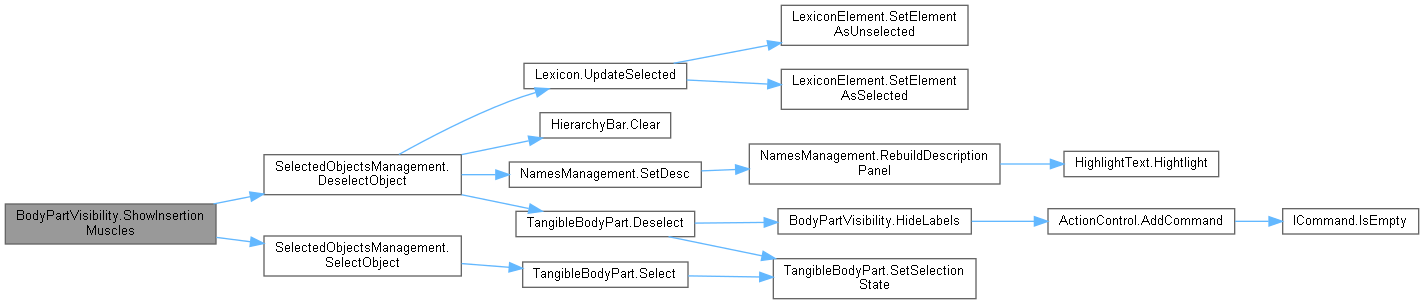 BodyPartVisibility.ShowInsertion
Muscles
SelectedObjectsManagement.
DeselectObject
SelectedObjectsManagement.
SelectObject
Lexicon.UpdateSelected
HierarchyBar.Clear
NamesManagement.SetDesc
TangibleBodyPart.Deselect
TangibleBodyPart.Select
LexiconElement.SetElement
AsUnselected
LexiconElement.SetElement
AsSelected
NamesManagement.RebuildDescription
Panel
BodyPartVisibility.HideLabels
TangibleBodyPart.SetSelection
State
HighlightText.Hightlight
ActionControl.AddCommand
ICommand.IsEmpty